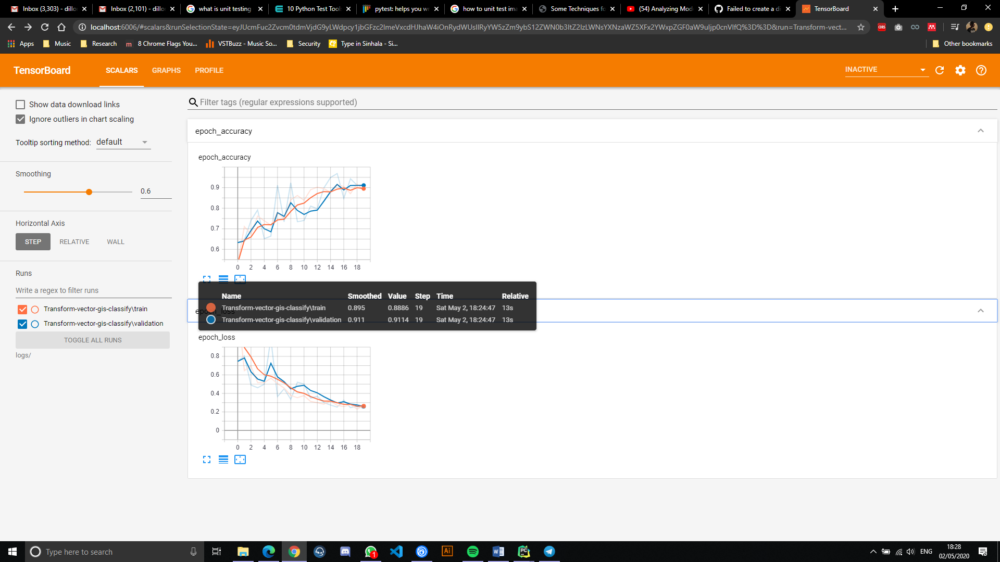 Inbox (3,303) - dillo
Inbox (2,101) - dillo
what is unit testing
10 Python Test Tool
pytest: helps you w
how to unit test ima
Some Techniques fo
(54) Analyzing Mod
Failed to create a di
TensorBoard
localhost:6006/#scalars&runSelectionState=
&run=Transform-vect...
CORS
Apps
Music
Research
8 Chrome Flags You...
VSTBuzz - Music So...
Security
Type in Sinhala - Si...
Other bookmarks
TensorBoard
SCALARS
GRAPHS
PROFILE
INACTIVE
Show data download links
Ignore outliers in chart scaling
Tooltip sorting method: default
Smoothing
0.6
Horizontal Axis
STEP
RELATIVE
WALL
Runs
Write a regex to filter runs
Transform-vector-gis-classify\train
Transform-vector-gis-classify\validation
TOGGLE ALL RUNS
logs/
Filter tags (regular expressions supported)
epoch_accuracy
epoch_accuracy
0.9
0.8
0.7
0.6
0 2 4 6 8 10 12 14 16 18
Name Smoothed Value Step Time Relative
Transform-vector-gis-classify\train 0.895 0.8886 19 Sat May 2, 18:24:47 13s
Transform-vector-gis-classify\validation 0.911 0.9114 19 Sat May 2, 18:24:47 13s
epoch_loss
epoch_loss
0.8
0.6
0.4
0.2
0
0 2 4 6 8 10 12 14 16 18
Type here to search
1
Ai
PC
ENG
18:28
02/05/2020